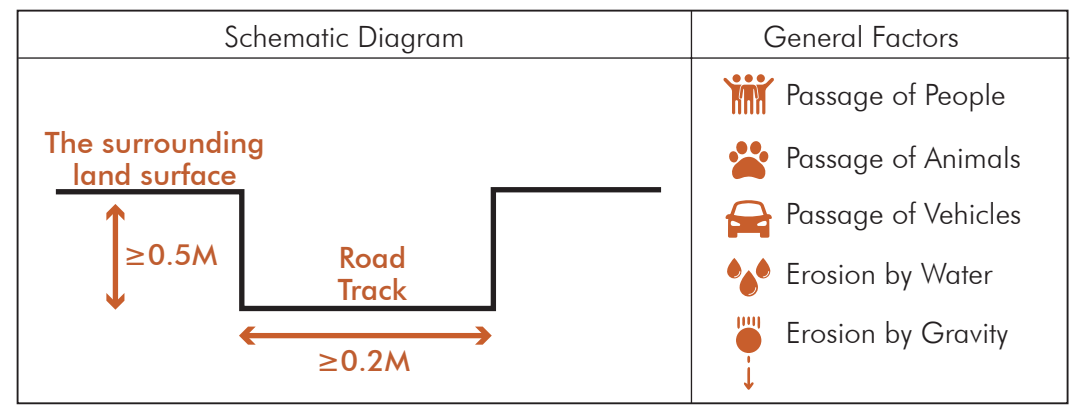 Schematic Diagram
General Factors
The surrounding
land surface
≥0.5M
Road
Track
≥0.2M
Passage of People
Passage of Animals
Passage of Vehicles
Erosion by Water
Erosion by Gravity